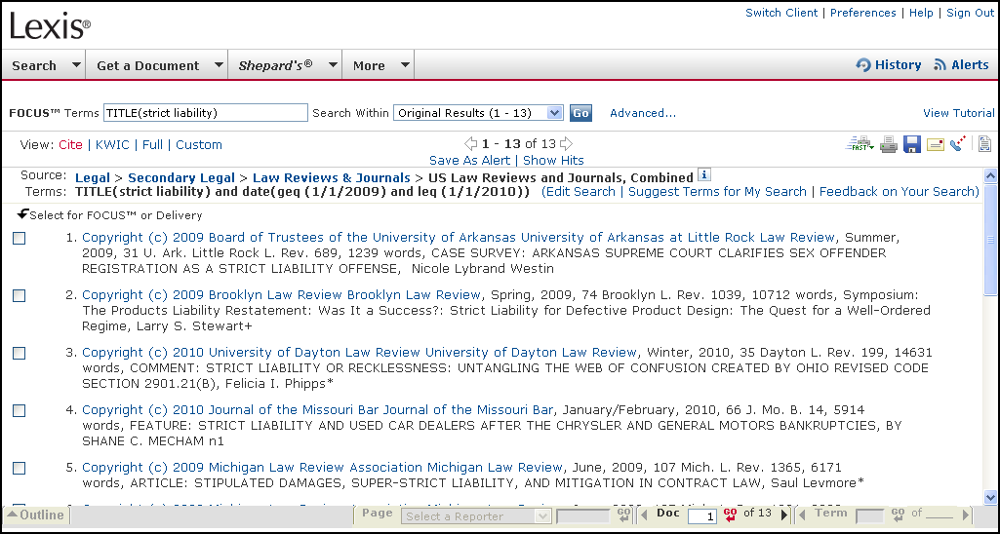 Lexis®
Switch Client | Preferences | Help | Sign Out
Search Get a Document Shepard's® More History Alerts
FOCUS™ Terms TITLE(strict liability) Search Within Original Results (1 - 13) Go Advanced... View Tutorial
View: Cite | KWIC | Full | Custom 1 - 13 of 13 FAST
Save As Alert | Show Hits
Source: Legal > Secondary Legal > Law Reviews & Journals > US Law Reviews and Journals, Combined i
Terms: TITLE(strict liability) and date(geq (1/1/2009) and leq (1/1/2010)) (Edit Search | Suggest Terms for My Search | Feedback on Your Search)
Select for FOCUS™ or Delivery
1. Copyright (c) 2009 Board of Trustees of the University of Arkansas University of Arkansas at Little Rock Law Review, Summer,
2009, 31 U. Ark. Little Rock L. Rev. 689, 1239 words, CASE SURVEY: ARKANSAS SUPREME COURT CLARIFIES SEX OFFENDER
REGISTRATION AS A STRICT LIABILITY OFFENSE, Nicole Lybrand Westin
2. Copyright (c) 2009 Brooklyn Law Review Brooklyn Law Review, Spring, 2009, 74 Brooklyn L. Rev. 1039, 10712 words, Symposium:
The Products Liability Restatement: Was It a Success?: Strict Liability for Defective Product Design: The Quest for a Well-Ordered
Regime, Larry S. Stewart+
3. Copyright (c) 2010 University of Dayton Law Review University of Dayton Law Review, Winter, 2010, 35 Dayton L. Rev. 199, 14631
words, COMMENT: STRICT LIABILITY OR RECKLESSNESS: UNTANGLING THE WEB OF CONFUSION CREATED BY OHIO REVISED CODE
SECTION 2901.21(B), Felicia I. Phipps*
4. Copyright (c) 2010 Journal of the Missouri Bar Journal of the Missouri Bar, January/February, 2010, 66 J. Mo. B. 14, 5914
words, FEATURE: STRICT LIABILITY AND USED CAR DEALERS AFTER THE CHRYSLER AND GENERAL MOTORS BANKRUPTCIES, BY
SHANE C. MECHAM n1
5. Copyright (c) 2009 Michigan Law Review Association Michigan Law Review, June, 2009, 107 Mich. L. Rev. 1365, 6171
words, ARTICLE: STIPULATED DAMAGES, SUPER-STRICT LIABILITY, AND MITIGATION IN CONTRACT LAW, Saul Levmore*
Outline Page Select a Reporter GO Doc 1 GO of 13 Term GO of